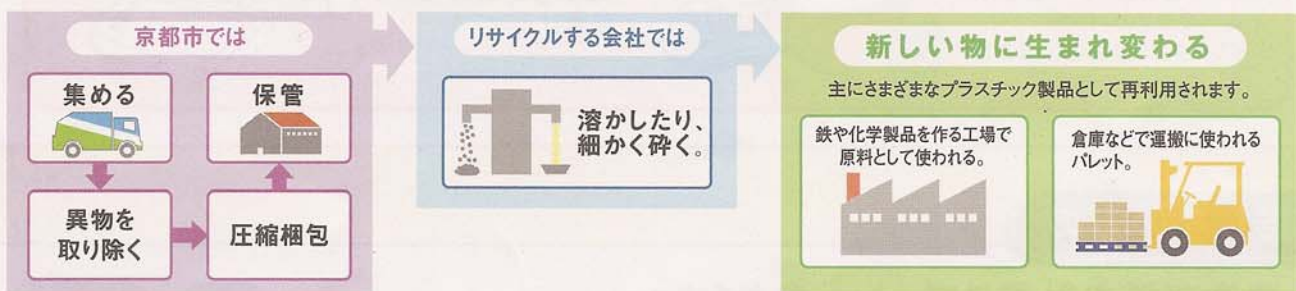 京都市では
集める
異物を
取り除く
圧縮梱包
保管
リサイクルする会社では
溶かしたり、
細かく砕く。
新しい物に生まれ変わる
主にさまざまなプラスチック製品として再利用されます。
鉄や化学製品を作る工場で
原料として使われる。
倉庫などで運搬に使われる
パレット。